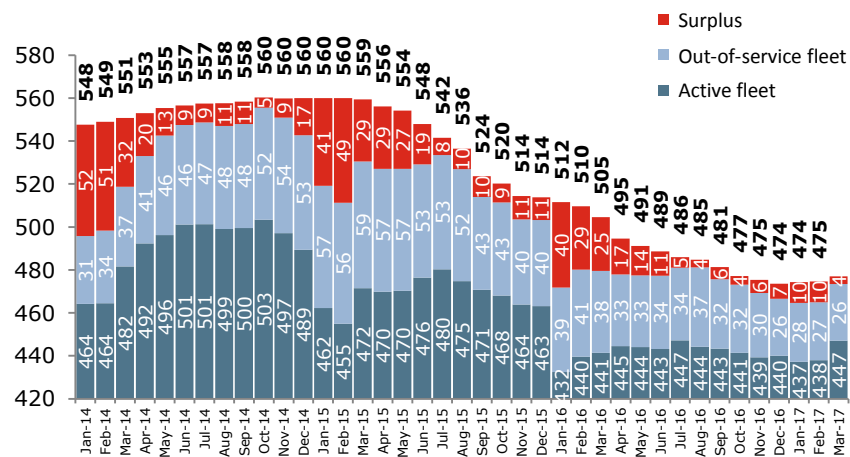 Surplus
Out-of-service fleet
Active fleet
580
560
540
520
500
480
460
440
420
548 549 551 553 555 557 557 558 558 560 560 560 560 560 559 556 554 548 542 536 524 520 514 514 512 510 505 495 491 489 486 485 481 477 475 474 474 475
52 51 32 20 13 9 9 11 11 5 9 17 41 49 29 29 27 19 8 10 10 9 11 11 40 29 25 17 14 11 5 4 6 4 6 7 10 10 4
31 34 37 41 46 46 47 48 48 52 54 53 57 56 59 57 57 53 53 52 43 43 40 40 39 41 38 33 33 34 34 37 32 32 30 26 28 27 26
464 464 482 492 496 501 501 499 500 503 497 489 462 455 472 470 470 476 480 475 471 468 464 463 432 440 441 445 444 443 447 444 443 441 439 440 437 438 447
Jan-14 Feb-14 Mar-14 Apr-14 May-14 Jun-14 Jul-14 Aug-14 Sep-14 Oct-14 Nov-14 Dec-14 Jan-15 Feb-15 Mar-15 Apr-15 May-15 Jun-15 Jul-15 Aug-15 Sep-15 Oct-15 Nov-15 Dec-15 Jan-16 Feb-16 Mar-16 Apr-16 May-16 Jun-16 Jul-16 Aug-16 Sep-16 Oct-16 Nov-16 Dec-16 Jan-17 Feb-17 Mar-17